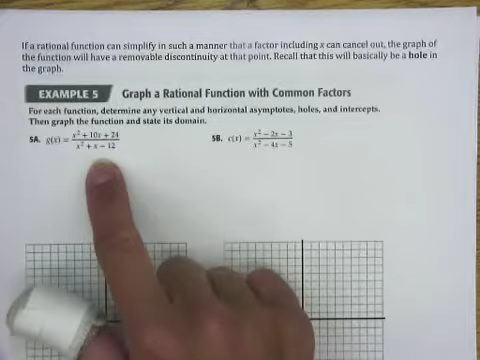 If a rational function can simplify in such a manner that a factor including x can cancel out, the graph of
the function will have a removable discontinuity at that point. Recall that this will basically be a hole in
the graph.
EXAMPLE 5 Graph a Rational Function with Common Factors
For each function, determine any vertical and horizontal asymptotes, holes, and intercepts.
Then graph the function and state its domain.
5A. g(x) = (x² + 10x + 24)/(x² + x − 12) 5B. c(x) = (x² − 2x − 3)/(x² − 4x − 5)